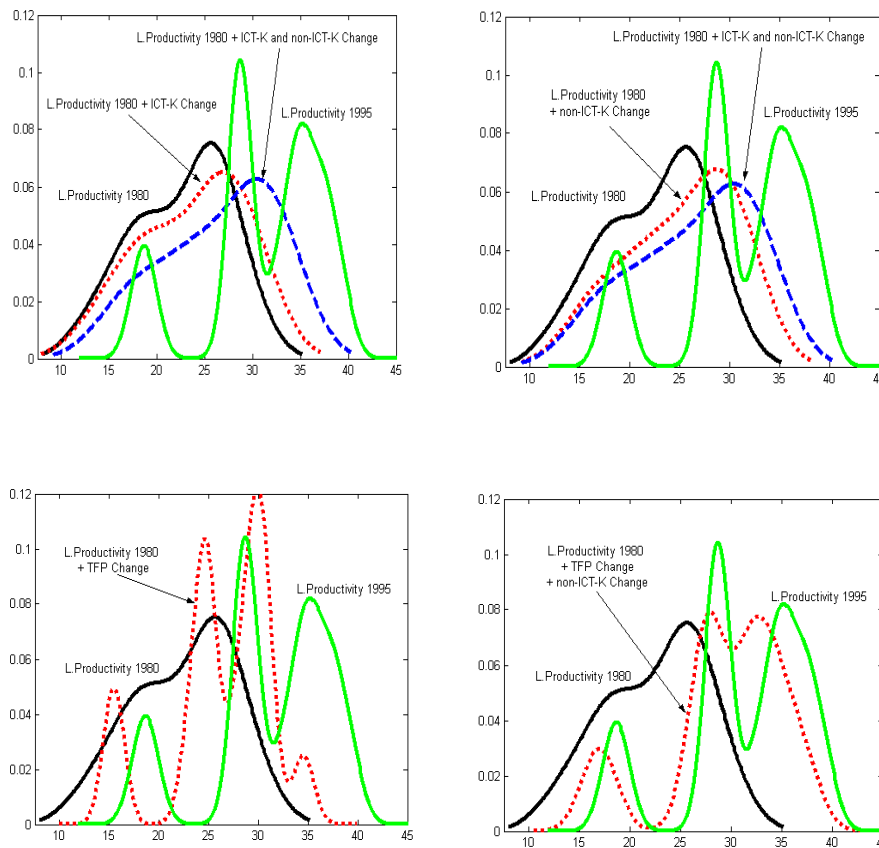 0.12
L.Productivity 1980 + ICT-K and non-ICT-K Change
0.1
L.Productivity 1980 + ICT-K Change
L.Productivity 1995
0.08
L.Productivity 1980
0.06
0.04
0.02
0
10 15 20 25 30 35 40 45
0.12
L.Productivity 1980 + ICT-K and non-ICT-K Change
0.1
L.Productivity 1980
+ non-ICT-K Change
L.Productivity 1995
0.08
L.Productivity 1980
0.06
0.04
0.02
0
10 15 20 25 30 35 40 45
0.12
L.Productivity 1980
+ TFP Change
0.1
L.Productivity 1995
0.08
L.Productivity 1980
0.06
0.04
0.02
0
10 15 20 25 30 35 40 45
0.12
L.Productivity 1980
+ TFP Change
+ non-ICT-K Change
0.1
L.Productivity 1995
0.08
L.Productivity 1980
0.06
0.04
0.02
0
10 15 20 25 30 35 40